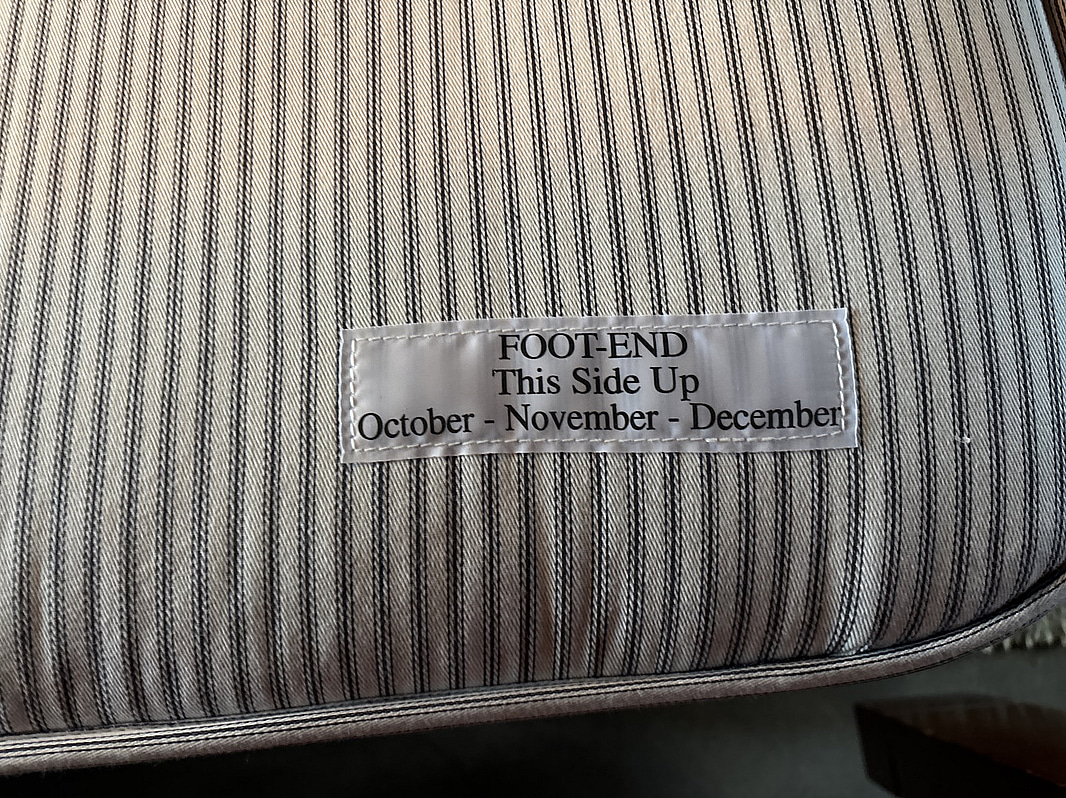 FOOT-END
This Side Up
October - November - December